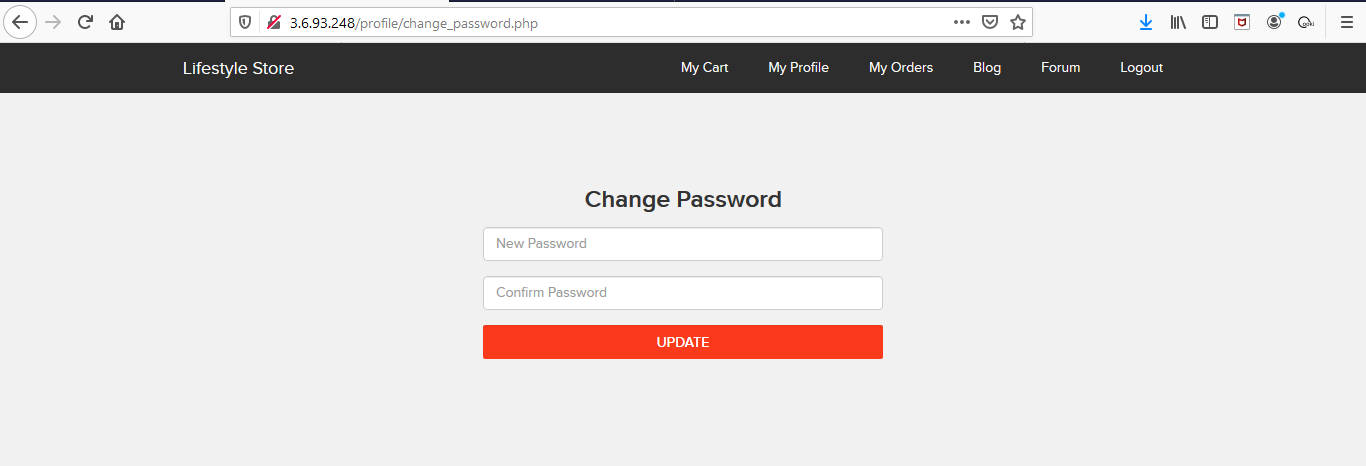 3.6.93.248/profile/change_password.php
Lifestyle Store My Cart My Profile My Orders Blog Forum Logout
Change Password
New Password
Confirm Password
UPDATE